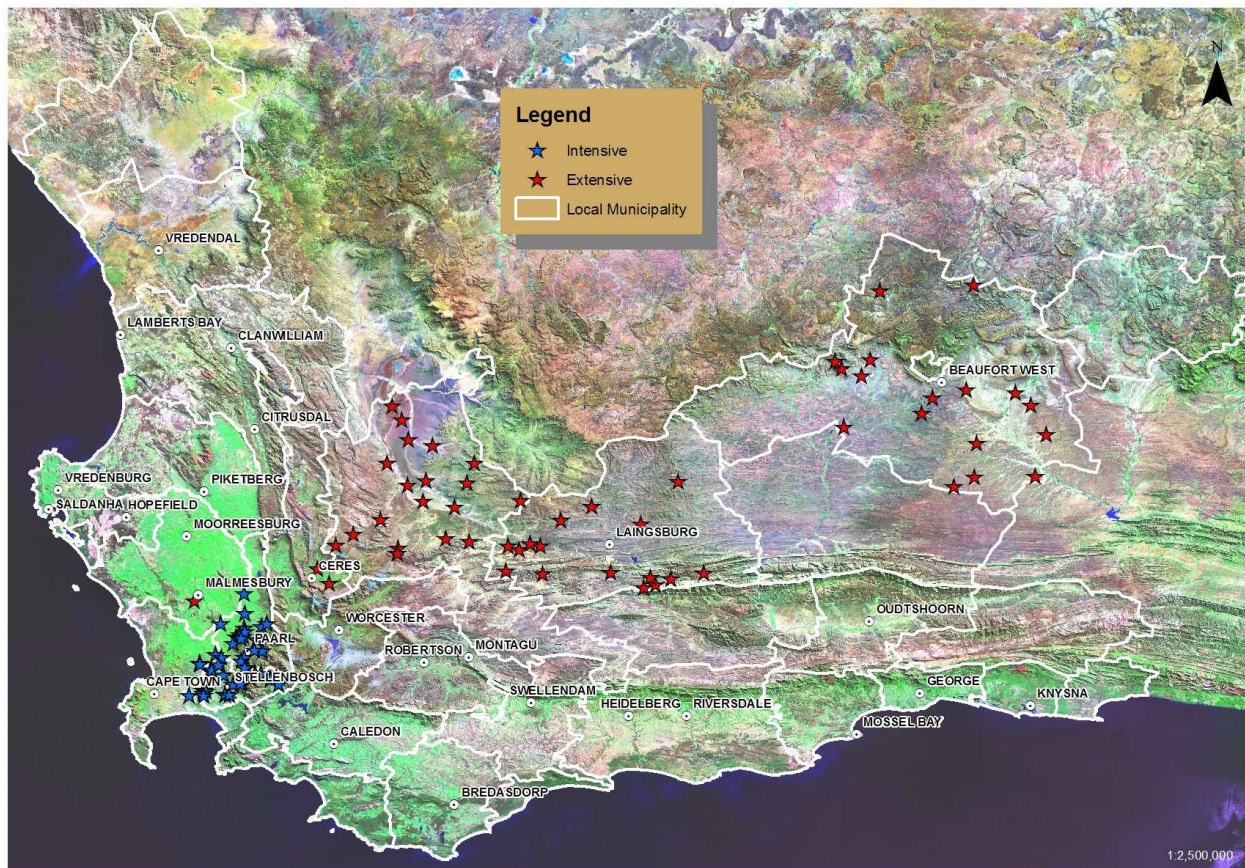 N
Legend
Intensive
Extensive
Local Municipality
VREDENDAL
LAMBERTS BAY
CLANWILLIAM
BEAUFORT WEST
CITRUSDAL
VREDENBURG
PIKETBERG
SALDANHA
HOPEFIELD
MOORREESBURG
LAINGSBURG
CERES
MALMESBURY
OUDTSHOORN
WORCESTER
PAARL
ROBERTSON
MONTAGU
STELLENBOSCH
CAPE TOWN
SWELLENDAM
GEORGE
KNYSNA
HEIDELBERG
RIVERSDALE
MOSSEL BAY
CALEDON
BREDASDORP
1:2,500,000